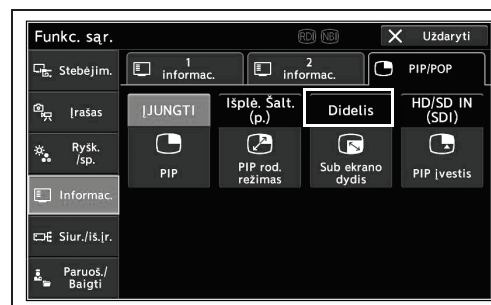 Funkc. sąr.
RDI NBI
Uždaryti
Stebėjim.
1
informac.
2
informac.
PIP/POP
Įrašas
ĮJUNGTI
Išplė. Šalt.
(p.)
Didelis
HD/SD IN
(SDI)
Ryšk.
/sp.
PIP
PIP rod.
režimas
Sub ekrano
dydis
PIP įvestis
Informac.
Siur./iš.įr.
Paruoš./
Baigti